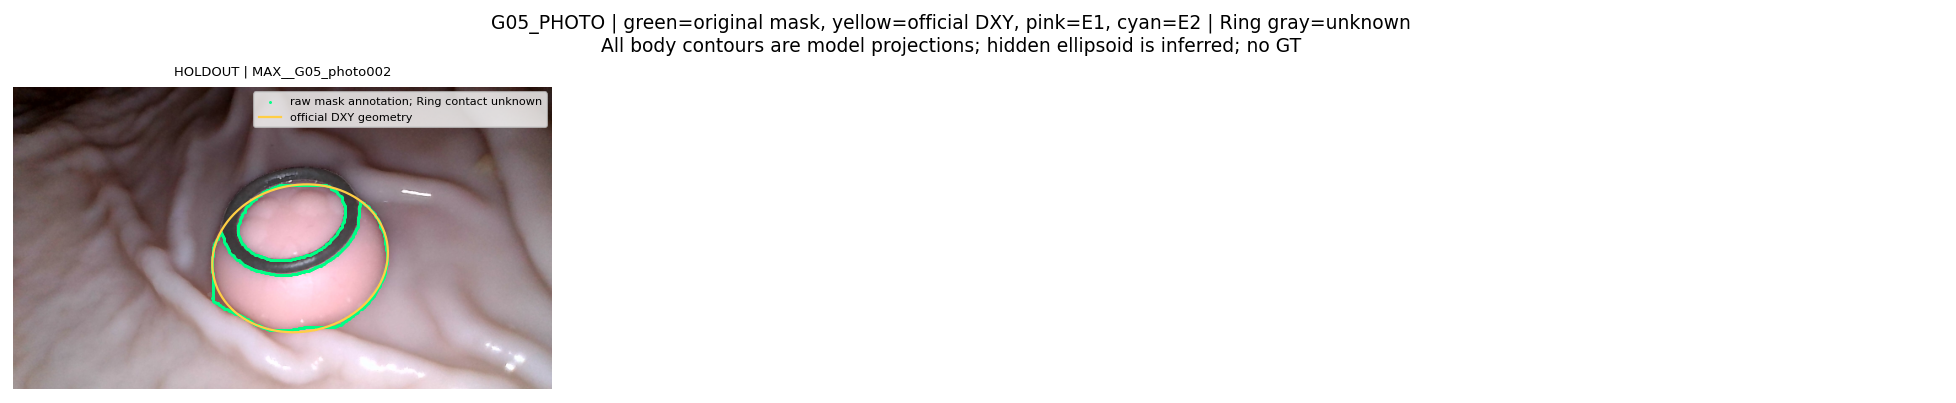 G05_PHOTO | green=original mask, yellow=official DXY, pink=E1, cyan=E2 | Ring gray=unknown
All body contours are model projections; hidden ellipsoid is inferred; no GT
HOLDOUT | MAX__G05_photo002
raw mask annotation; Ring contact unknown
official DXY geometry